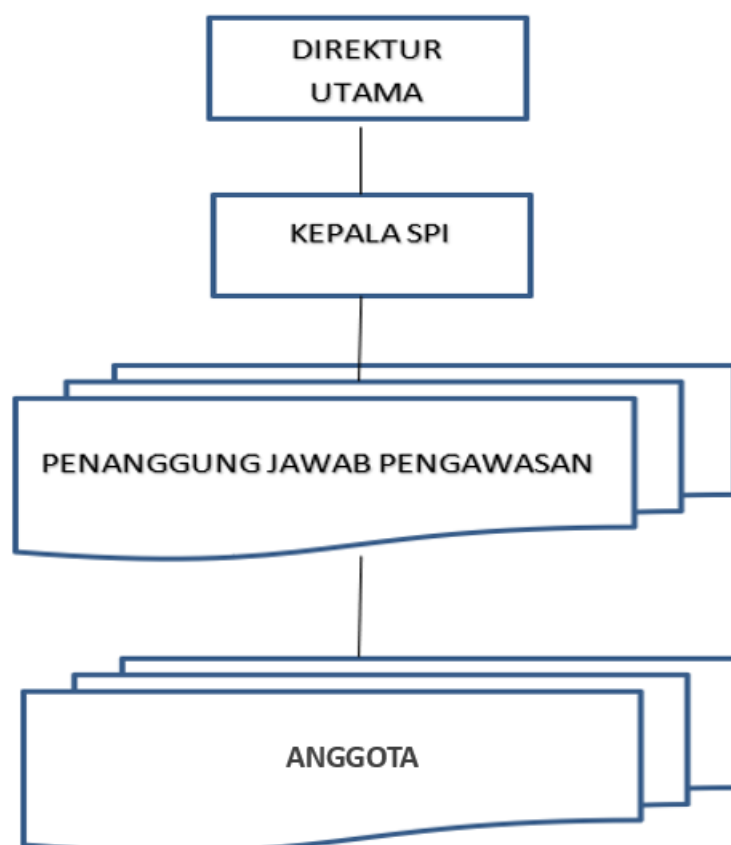 DIREKTUR
UTAMA
KEPALA SPI
PENANGGUNG JAWAB PENGAWASAN
ANGGOTA